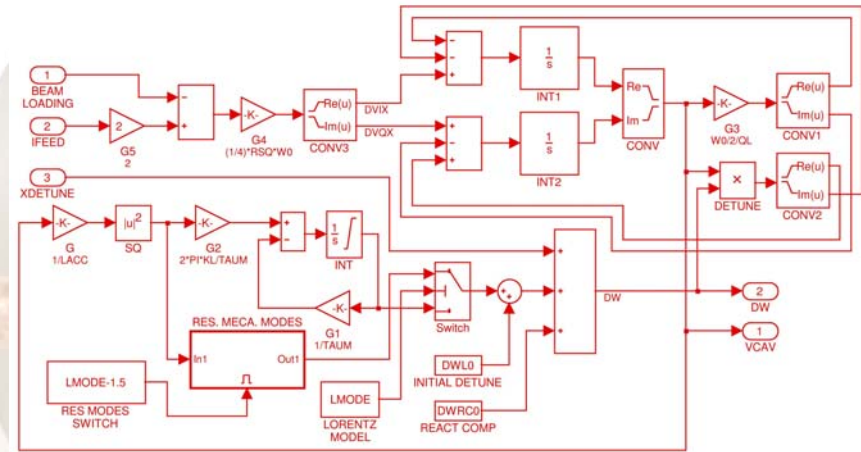 1
BEAM
LOADING
2
IFEED
2
G5
2
-
+
-K-
G4
(1/4)*RSQ*W0
Re(u)
Im(u)
CONV3
DVIX
DVQX
-
-
+
1
s
INT1
+
-
+
1
s
INT2
Re
Im
CONV
-K-
G3
W0/2/QL
Re(u)
Im(u)
CONV1
×
DETUNE
Re(u)
Im(u)
CONV2
3
XDETUNE
-K-
G
1/LACC
|u|²
SQ
-K-
G2
2*PI*KL/TAUM
+
-
1
s
INT
-K-
G1
1/TAUM
Switch
+
+
+
+
+
DW
2
DW
1
VCAV
RES. MECA. MODES
In1
Out1
LMODE-1.5
RES MODES
SWITCH
LMODE
LORENTZ
MODEL
DWL0
INITIAL DETUNE
DWRC0
REACT COMP